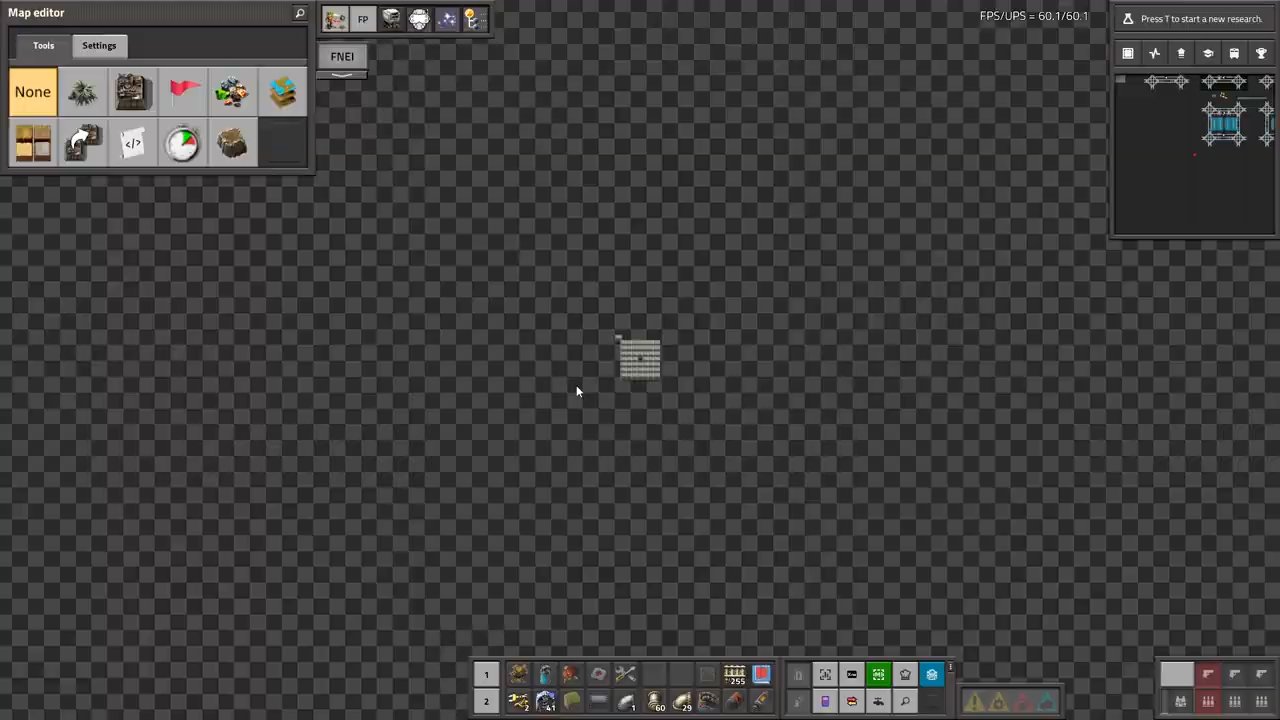 Map editor
FP
FPS/UPS = 60.1/60.1
Press T to start a new research.
Tools
Settings
FNEI
None
</>
1
255
2
41
1
60
29